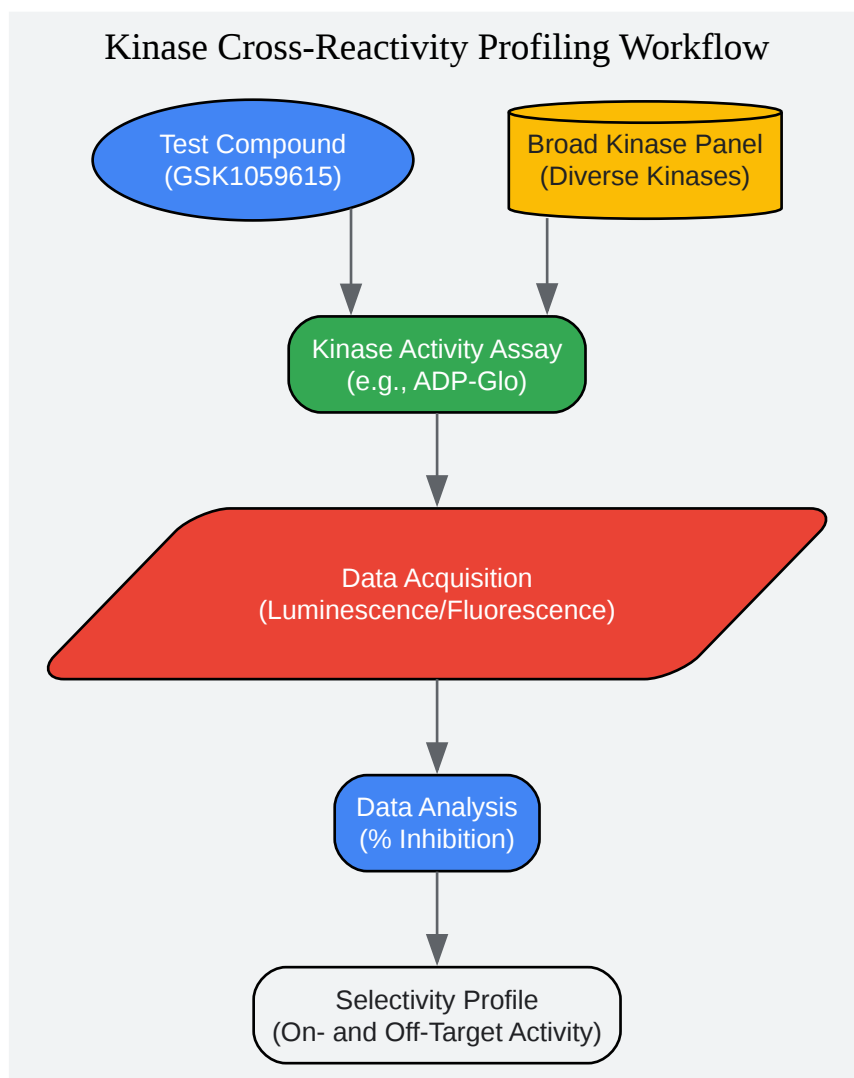 Kinase Cross-Reactivity Profiling Workflow
Test Compound
(GSK1059615)
Broad Kinase Panel
(Diverse Kinases)
Kinase Activity Assay
(e.g., ADP-Glo)
Data Acquisition
(Luminescence/Fluorescence)
Data Analysis
(% Inhibition)
Selectivity Profile
(On- and Off-Target Activity)